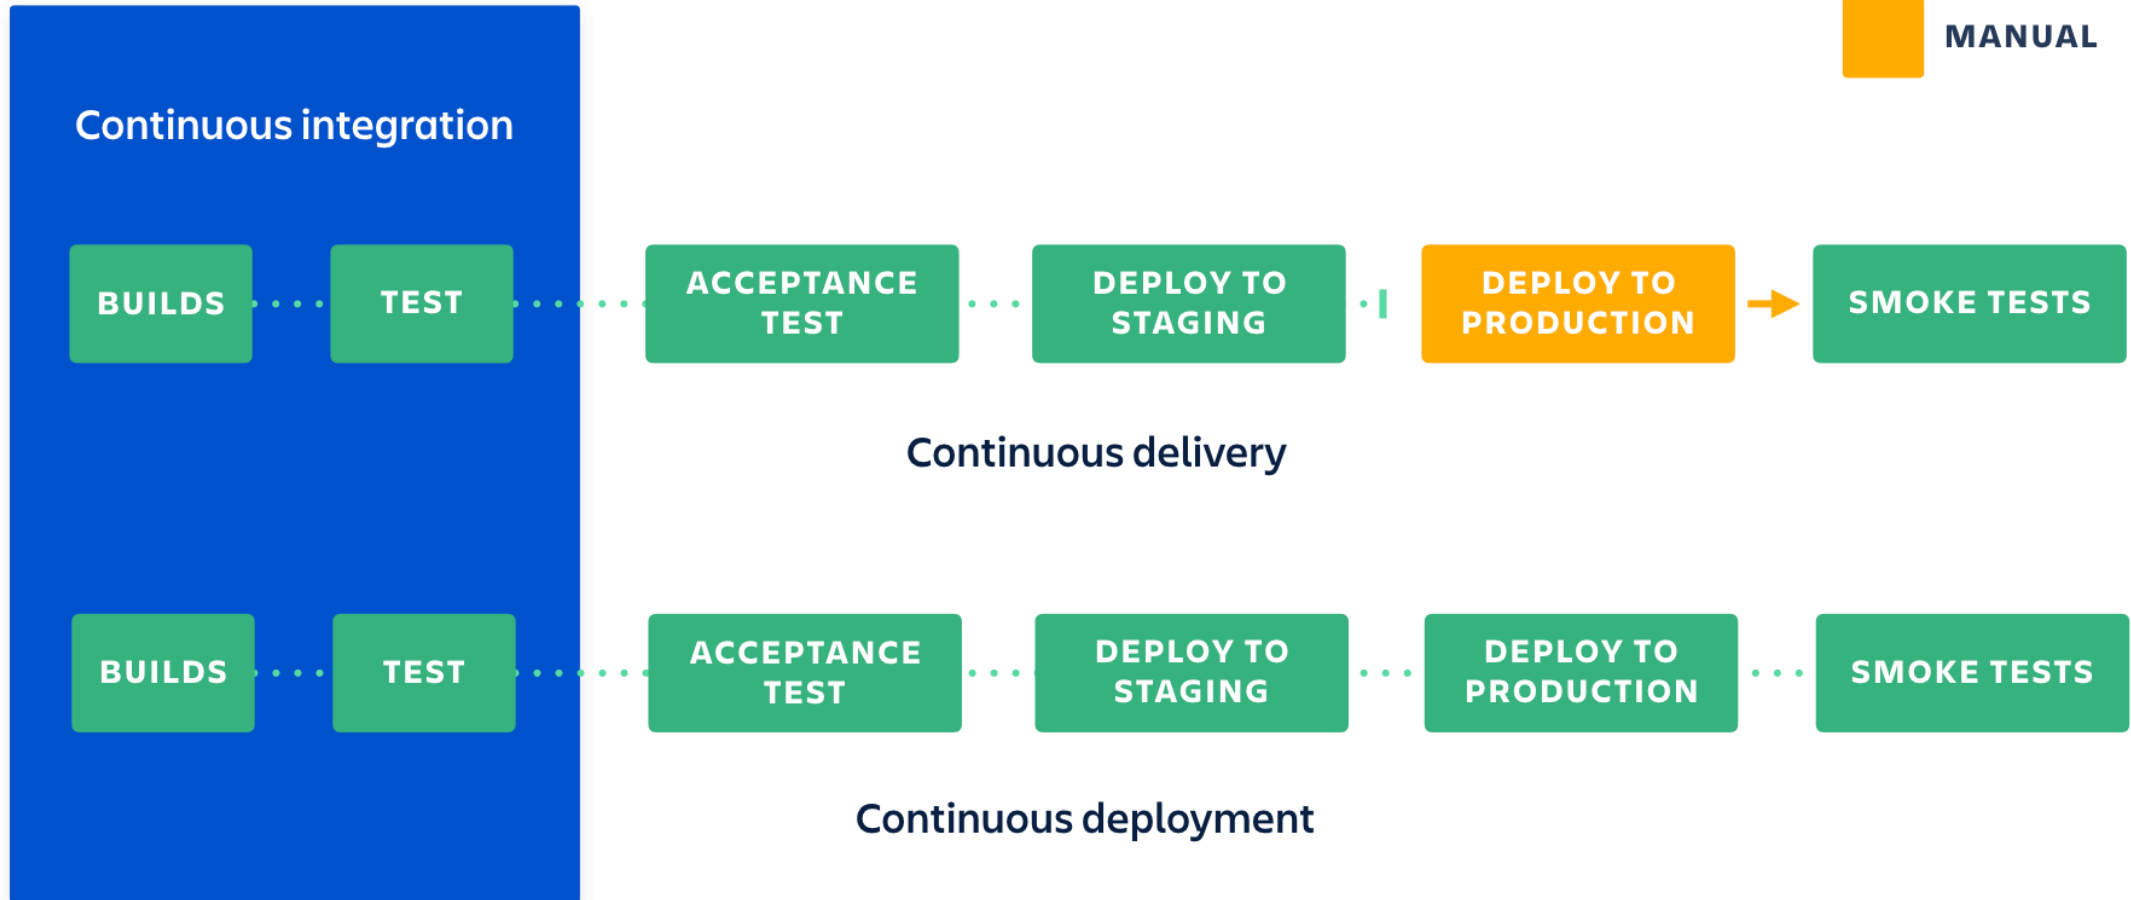 MANUAL
Continuous integration
BUILDS
TEST
ACCEPTANCE
TEST
DEPLOY TO
STAGING
DEPLOY TO
PRODUCTION
SMOKE TESTS
Continuous delivery
BUILDS
TEST
ACCEPTANCE
TEST
DEPLOY TO
STAGING
DEPLOY TO
PRODUCTION
SMOKE TESTS
Continuous deployment